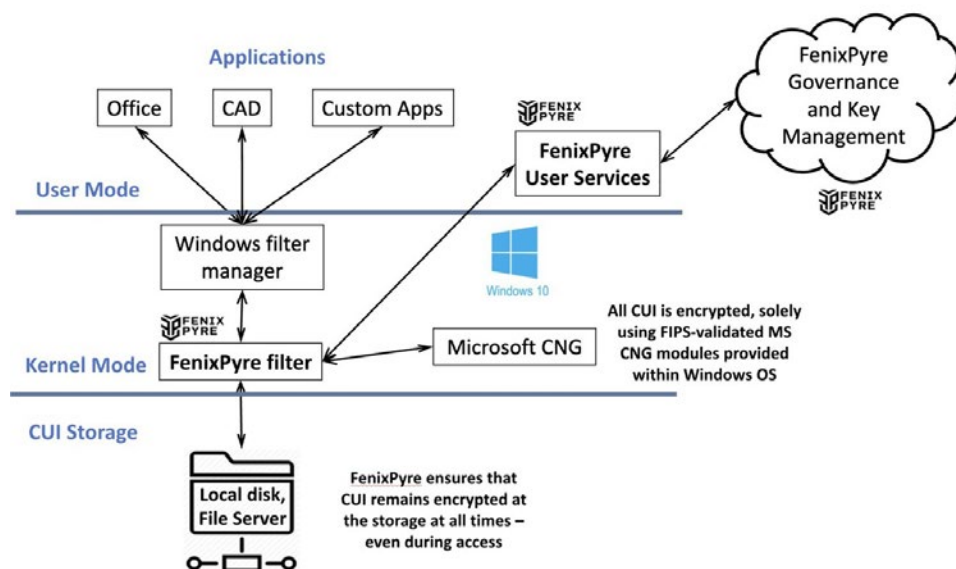 Applications
Office
CAD
Custom Apps
FENIX
PYRE
FenixPyre
User Services
FenixPyre
Governance
and Key
Management
FENIX
PYRE
User Mode
Windows filter
manager
Windows 10
FENIX
PYRE
Kernel Mode
FenixPyre filter
Microsoft CNG
All CUI is encrypted, solely
using FIPS-validated MS
CNG modules provided
within Windows OS
CUI Storage
Local disk,
File Server
FenixPyre ensures that
CUI remains encrypted at
the storage at all times –
even during access